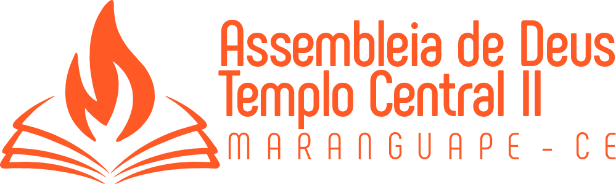 Assembleia de Deus
Templo Central II
MARANGUAPE - CE